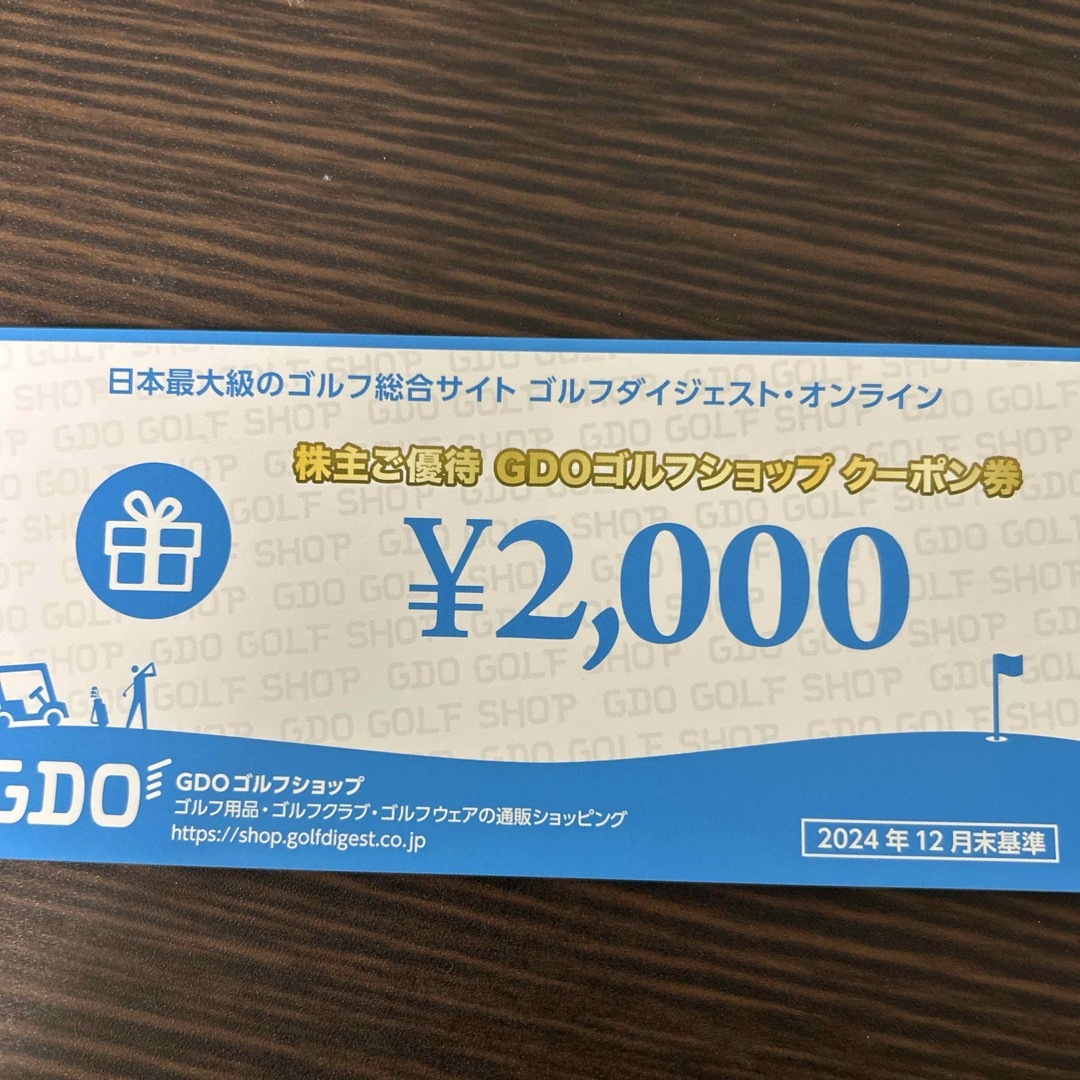 日本最大級のゴルフ総合サイト ゴルフダイジェスト・オンライン
株主ご優待 GDOゴルフショップ クーポン券
¥2,000
GDO
GDOゴルフショップ
ゴルフ用品・ゴルフクラブ・ゴルフウェアの通販ショッピング
https://shop.golfdigest.co.jp
2024年12月末基準